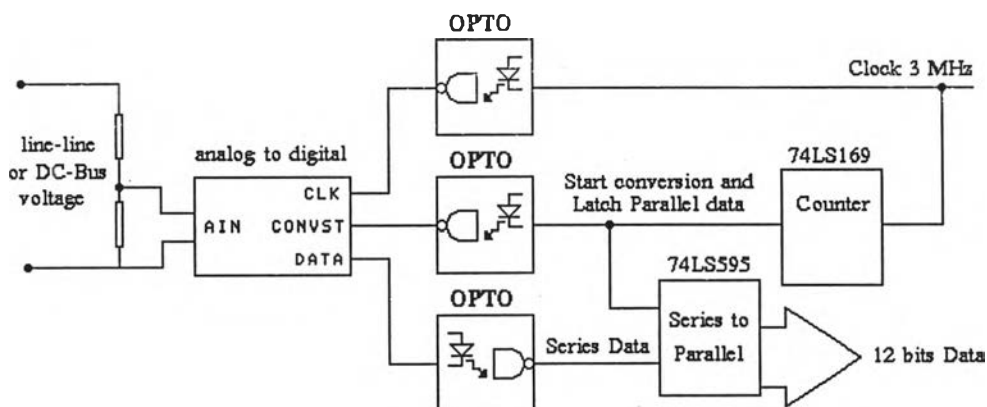 OPTO
Clock 3 MHz
line-line
or DC-Bus
voltage
analog to digital
CLK
AIN CONVST
DATA
OPTO
Start conversion and
Latch Parallel data
74LS169
Counter
OPTO
Series Data
74LS595
Series to
Parallel
12 bits Data